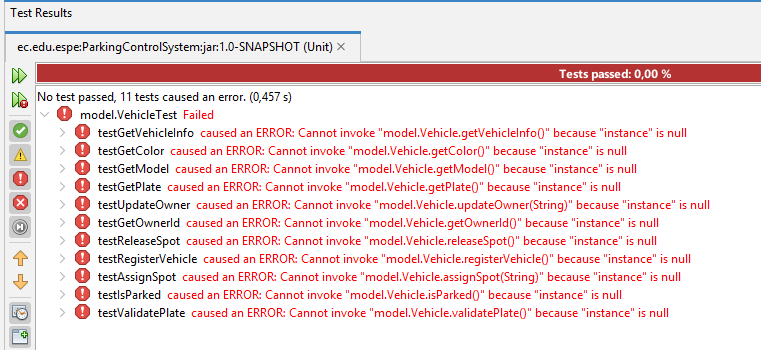 Test Results
ec.edu.espe:ParkingControlSystem:jar:1.0-SNAPSHOT (Unit) ×
Tests passed: 0,00 %
No test passed, 11 tests caused an error. (0,457 s)
model.VehicleTest Failed
testGetVehicleInfo caused an ERROR: Cannot invoke "model.Vehicle.getVehicleInfo()" because "instance" is null
testGetColor caused an ERROR: Cannot invoke "model.Vehicle.getColor()" because "instance" is null
testGetModel caused an ERROR: Cannot invoke "model.Vehicle.getModel()" because "instance" is null
testGetPlate caused an ERROR: Cannot invoke "model.Vehicle.getPlate()" because "instance" is null
testUpdateOwner caused an ERROR: Cannot invoke "model.Vehicle.updateOwner(String)" because "instance" is null
testGetOwnerId caused an ERROR: Cannot invoke "model.Vehicle.getOwnerId()" because "instance" is null
testReleaseSpot caused an ERROR: Cannot invoke "model.Vehicle.releaseSpot()" because "instance" is null
testRegisterVehicle caused an ERROR: Cannot invoke "model.Vehicle.registerVehicle()" because "instance" is null
testAssignSpot caused an ERROR: Cannot invoke "model.Vehicle.assignSpot(String)" because "instance" is null
testIsParked caused an ERROR: Cannot invoke "model.Vehicle.isParked()" because "instance" is null
testValidatePlate caused an ERROR: Cannot invoke "model.Vehicle.validatePlate()" because "instance" is null